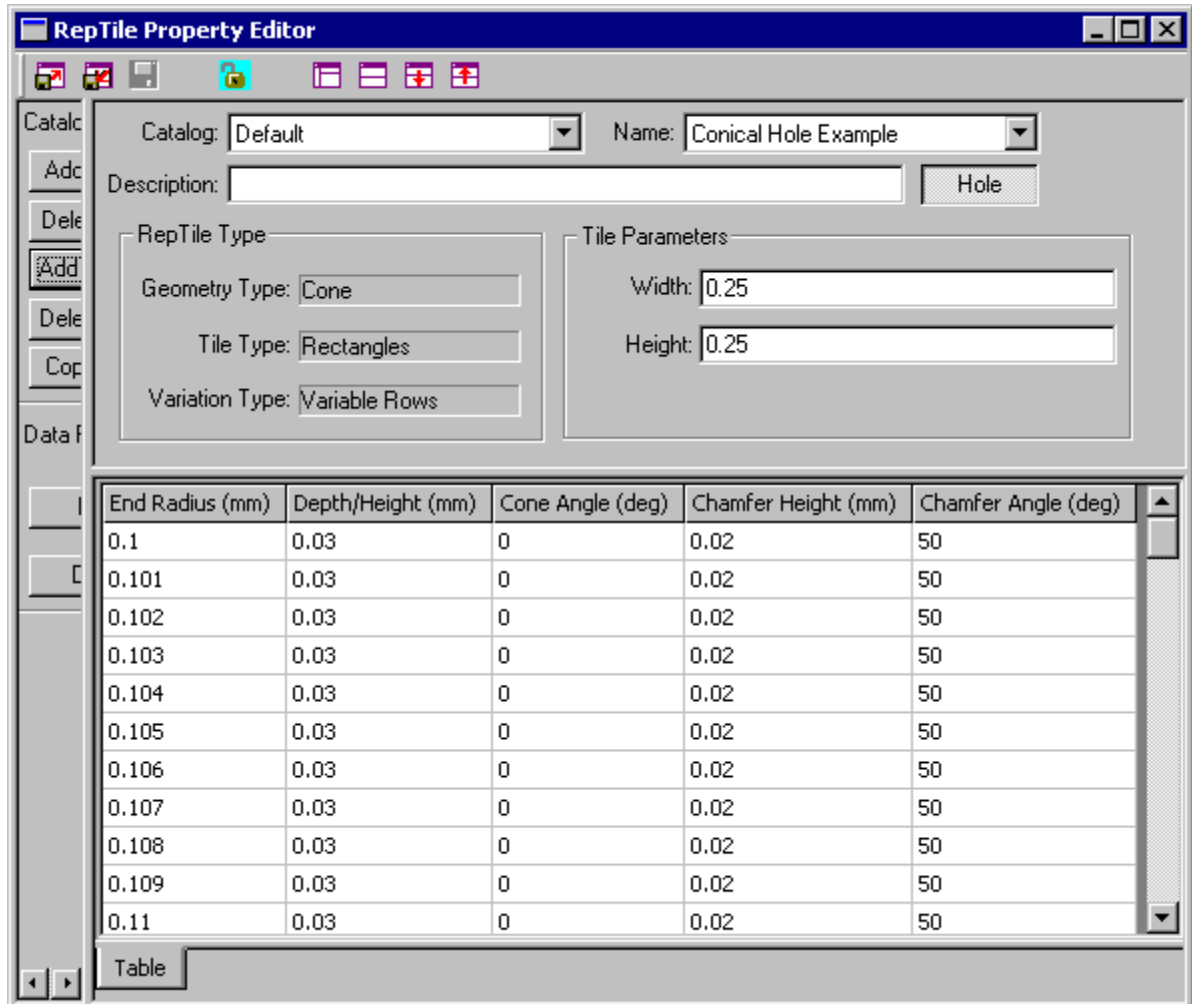 RepTile Property Editor
Catalog: Default Name: Conical Hole Example
Description: Hole
RepTile Type
Geometry Type: Cone
Tile Type: Rectangles
Variation Type: Variable Rows
Tile Parameters
Width: 0.25
Height: 0.25
Catalc
Adc
Dele
Add
Dele
Cop
Data F
End Radius (mm) Depth/Height (mm) Cone Angle (deg) Chamfer Height (mm) Chamfer Angle (deg)
0.1 0.03 0 0.02 50
0.101 0.03 0 0.02 50
0.102 0.03 0 0.02 50
0.103 0.03 0 0.02 50
0.104 0.03 0 0.02 50
0.105 0.03 0 0.02 50
0.106 0.03 0 0.02 50
0.107 0.03 0 0.02 50
0.108 0.03 0 0.02 50
0.109 0.03 0 0.02 50
0.11 0.03 0 0.02 50
Table